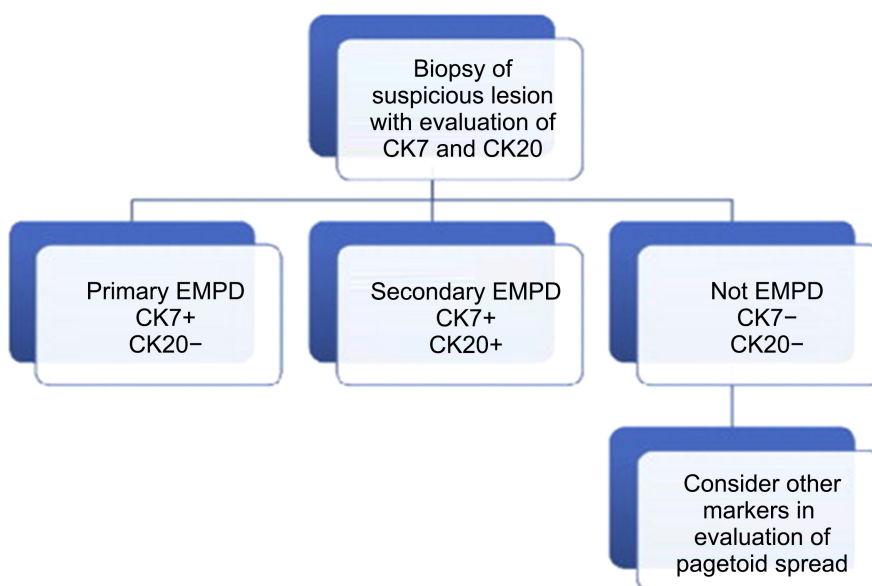 Biopsy of
suspicious lesion
with evaluation of
CK7 and CK20
Primary EMPD
CK7+
CK20−
Secondary EMPD
CK7+
CK20+
Not EMPD
CK7−
CK20−
Consider other
markers in
evaluation of
pagetoid spread